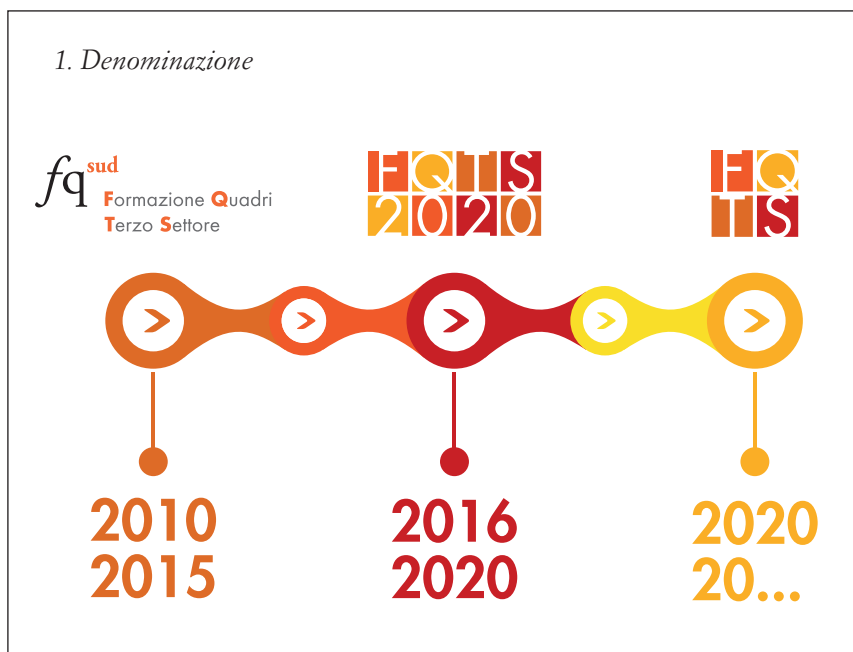 1. Denominazione
fq sud
Formazione Quadri
Terzo Settore
FQTS
2020
FQ
TS
2010
2015
2016
2020
2020
20...